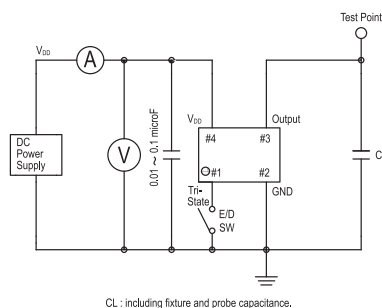 Test Point
VDD
A
VDD
Output
#4
#3
DC
Power
Supply
V
0.01 ~ 0.1 microF
C
#1
#2
Tri-
State
GND
E/D
SW
CL : including fixture and probe capacitance.